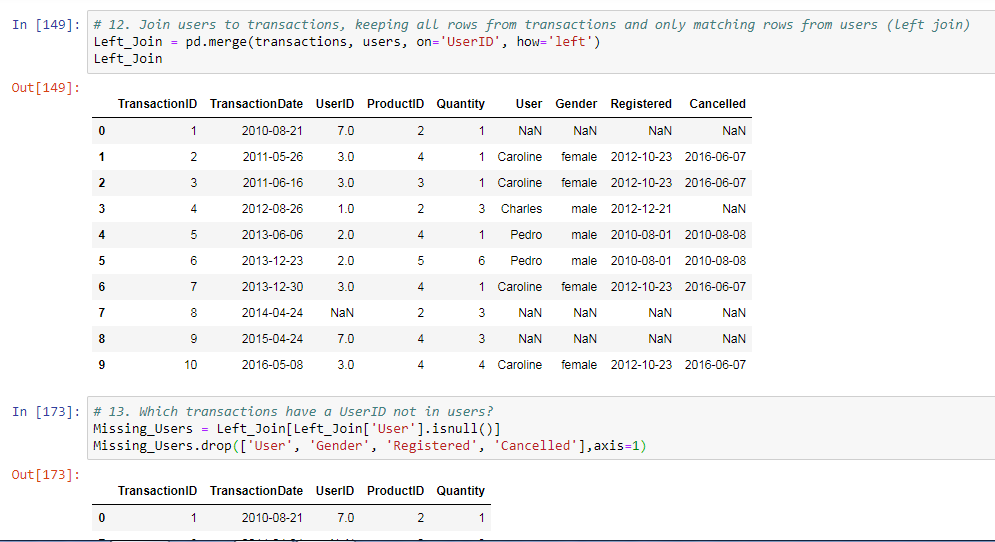 In [149]: # 12. Join users to transactions, keeping all rows from transactions and only matching rows from users (left join)
Left_Join = pd.merge(transactions, users, on='UserID', how='left')
Left_Join
Out[149]:
TransactionID TransactionDate UserID ProductID Quantity User Gender Registered Cancelled
0 1 2010-08-21 7.0 2 1 NaN NaN NaN NaN
1 2 2011-05-26 3.0 4 1 Caroline female 2012-10-23 2016-06-07
2 3 2011-06-16 3.0 3 1 Caroline female 2012-10-23 2016-06-07
3 4 2012-08-26 1.0 2 3 Charles male 2012-12-21 NaN
4 5 2013-06-06 2.0 4 1 Pedro male 2010-08-01 2010-08-08
5 6 2013-12-23 2.0 5 6 Pedro male 2010-08-01 2010-08-08
6 7 2013-12-30 3.0 4 1 Caroline female 2012-10-23 2016-06-07
7 8 2014-04-24 NaN 2 3 NaN NaN NaN NaN
8 9 2015-04-24 7.0 4 3 NaN NaN NaN NaN
9 10 2016-05-08 3.0 4 4 Caroline female 2012-10-23 2016-06-07
In [173]: # 13. Which transactions have a UserID not in users?
Missing_Users = Left_Join[Left_Join['User'].isnull()]
Missing_Users.drop(['User', 'Gender', 'Registered', 'Cancelled'],axis=1)
Out[173]:
TransactionID TransactionDate UserID ProductID Quantity
0 1 2010-08-21 7.0 2 1